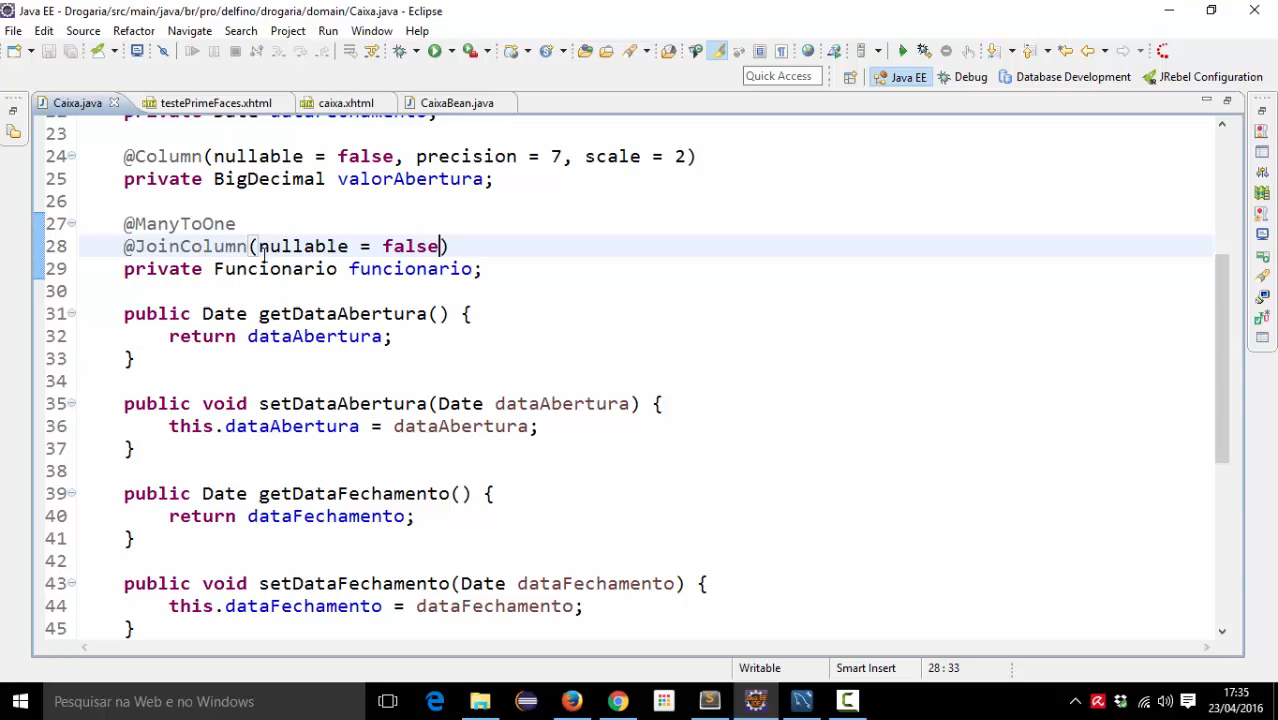 Java EE - Drogaria/src/main/java/br/pro/delfino/drogaria/domain/Caixa.java - Eclipse
File Edit Source Refactor Navigate Search Project Run Window Help
Quick Access Java EE Debug Database Development JRebel Configuration
Caixa.java testePrimeFaces.xhtml caixa.xhtml CaixaBean.java
22 private Date dataFechamento;
23
24 @Column(nullable = false, precision = 7, scale = 2)
25 private BigDecimal valorAbertura;
26
27 @ManyToOne
28 @JoinColumn(nullable = false)
29 private Funcionario funcionario;
30
31 public Date getDataAbertura() {
32 return dataAbertura;
33 }
34
35 public void setDataAbertura(Date dataAbertura) {
36 this.dataAbertura = dataAbertura;
37 }
38
39 public Date getDataFechamento() {
40 return dataFechamento;
41 }
42
43 public void setDataFechamento(Date dataFechamento) {
44 this.dataFechamento = dataFechamento;
45 }
Writable Smart Insert 28 : 33
Pesquisar na Web e no Windows
17:35
23/04/2016